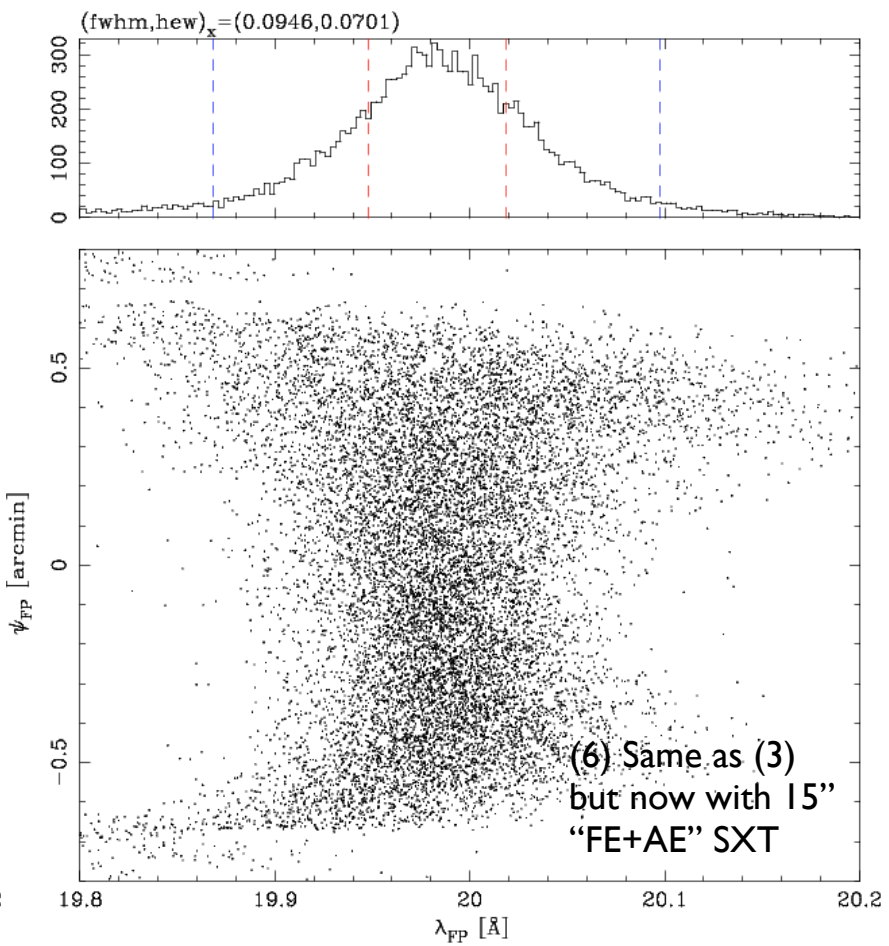 (fwhm,hew)x=(0.0946,0.0701)
300
200
100
0
0.5
0
−0.5
ψFP [arcmin]
(6) Same as (3)
but now with 15”
“FE+AE” SXT
19.8
19.9
20
20.1
20.2
λFP [Å]